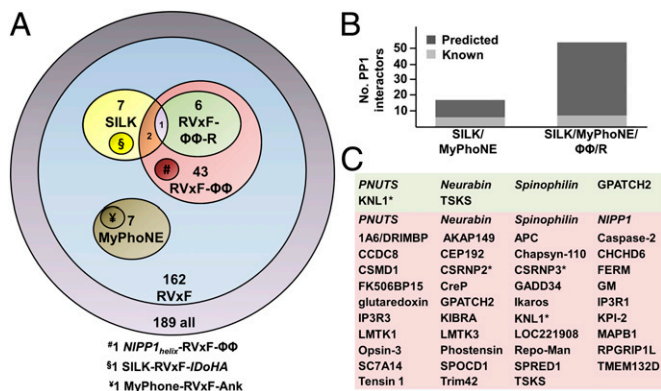 A
7
SILK
§
1
2
6
RVxF-
ΦΦ-R
#
43
RVxF-ΦΦ
¥
7
MyPhoNE
162
RVxF
189 all
#1 NIPP1helix-RVxF-ΦΦ
§1 SILK-RVxF-IDoHA
¥1 MyPhone-RVxF-Ank
B
No. PP1 interactors
50
40
30
20
10
Predicted
Known
SILK/ MyPhoNE
SILK/MyPhoNE/ ΦΦ/R
C
PNUTS Neurabin Spinophilin GPATCH2
KNL1* TSKS
PNUTS Neurabin Spinophilin NIPP1
1A6/DRIMBP AKAP149 APC Caspase-2
CCDC8 CEP192 Chapsyn-110 CHCHD6
CSMD1 CSRNP2* CSRNP3* FERM
FK506BP15 CreP GADD34 GM
glutaredoxin GPATCH2 Ikaros IP3R1
IP3R3 KIBRA KNL1* KPI-2
LMTK1 LMTK3 LOC221908 MAPB1
Opsin-3 Phostensin Repo-Man RPGRIP1L
SC7A14 SPOCD1 SPRED1 TMEM132D
Tensin 1 Trim42 TSKS